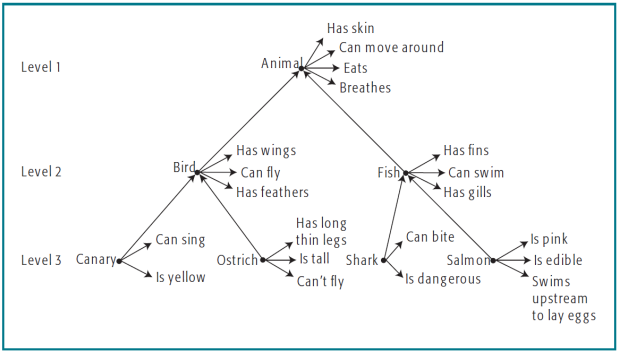 Has skin
Can move around
Level 1
Animal
Eats
Breathes
Has wings
Has fins
Level 2
Bird
Can fly
Fish
Can swim
Has feathers
Has gills
Has long
thin legs
Can sing
Can bite
Is pink
Level 3
Canary
Ostrich
Is tall
Shark
Salmon
Is edible
Is yellow
Can't fly
Is dangerous
Swims
upstream
to lay eggs